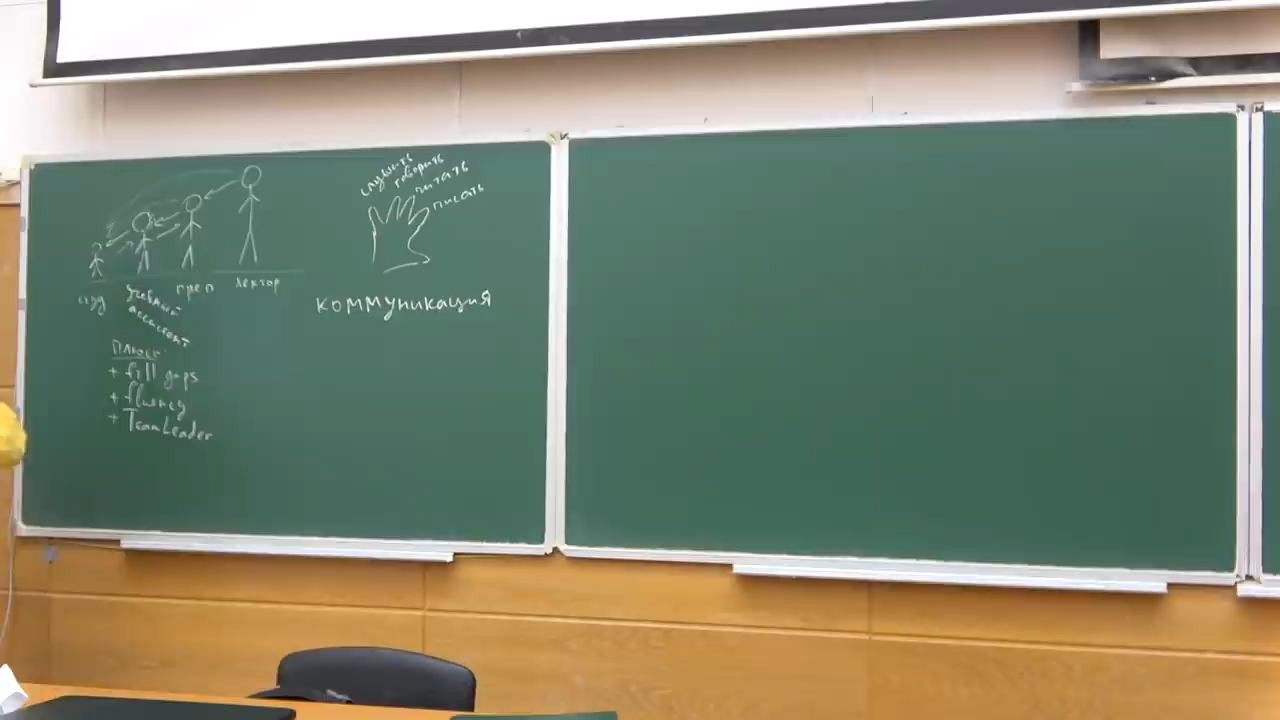 студ
учебный
ассистент
преп
лектор
плюсы
+ fill gaps
+ fluency
+ TeamLeader
слушать
говорить
читать
писать
коммуникация